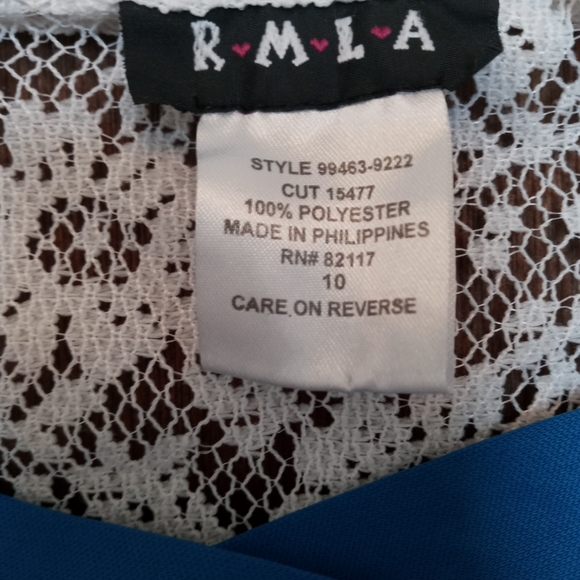 R♥M♥L♥A
STYLE 99463-9222
CUT 15477
100% POLYESTER
MADE IN PHILIPPINES
RN# 82117
10
CARE ON REVERSE